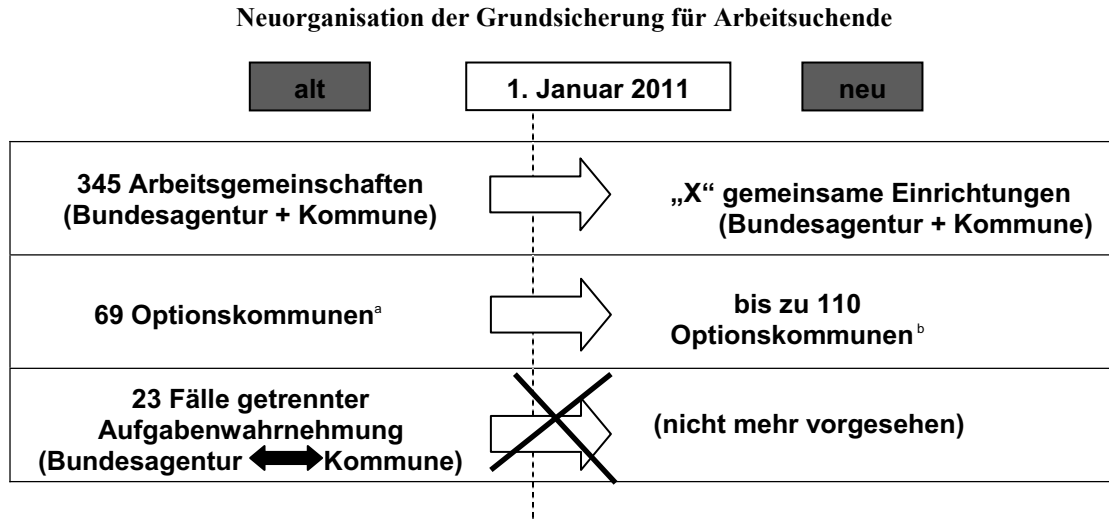 Neuorganisation der Grundsicherung für Arbeitsuchende
alt
1. Januar 2011
neu
345 Arbeitsgemeinschaften
(Bundesagentur + Kommune)
„X“ gemeinsame Einrichtungen
(Bundesagentur + Kommune)
69 Optionskommunenᵃ
bis zu 110
Optionskommunen ᵇ
23 Fälle getrennter
Aufgabenwahrnehmung
(Bundesagentur Kommune)
(nicht mehr vorgesehen)